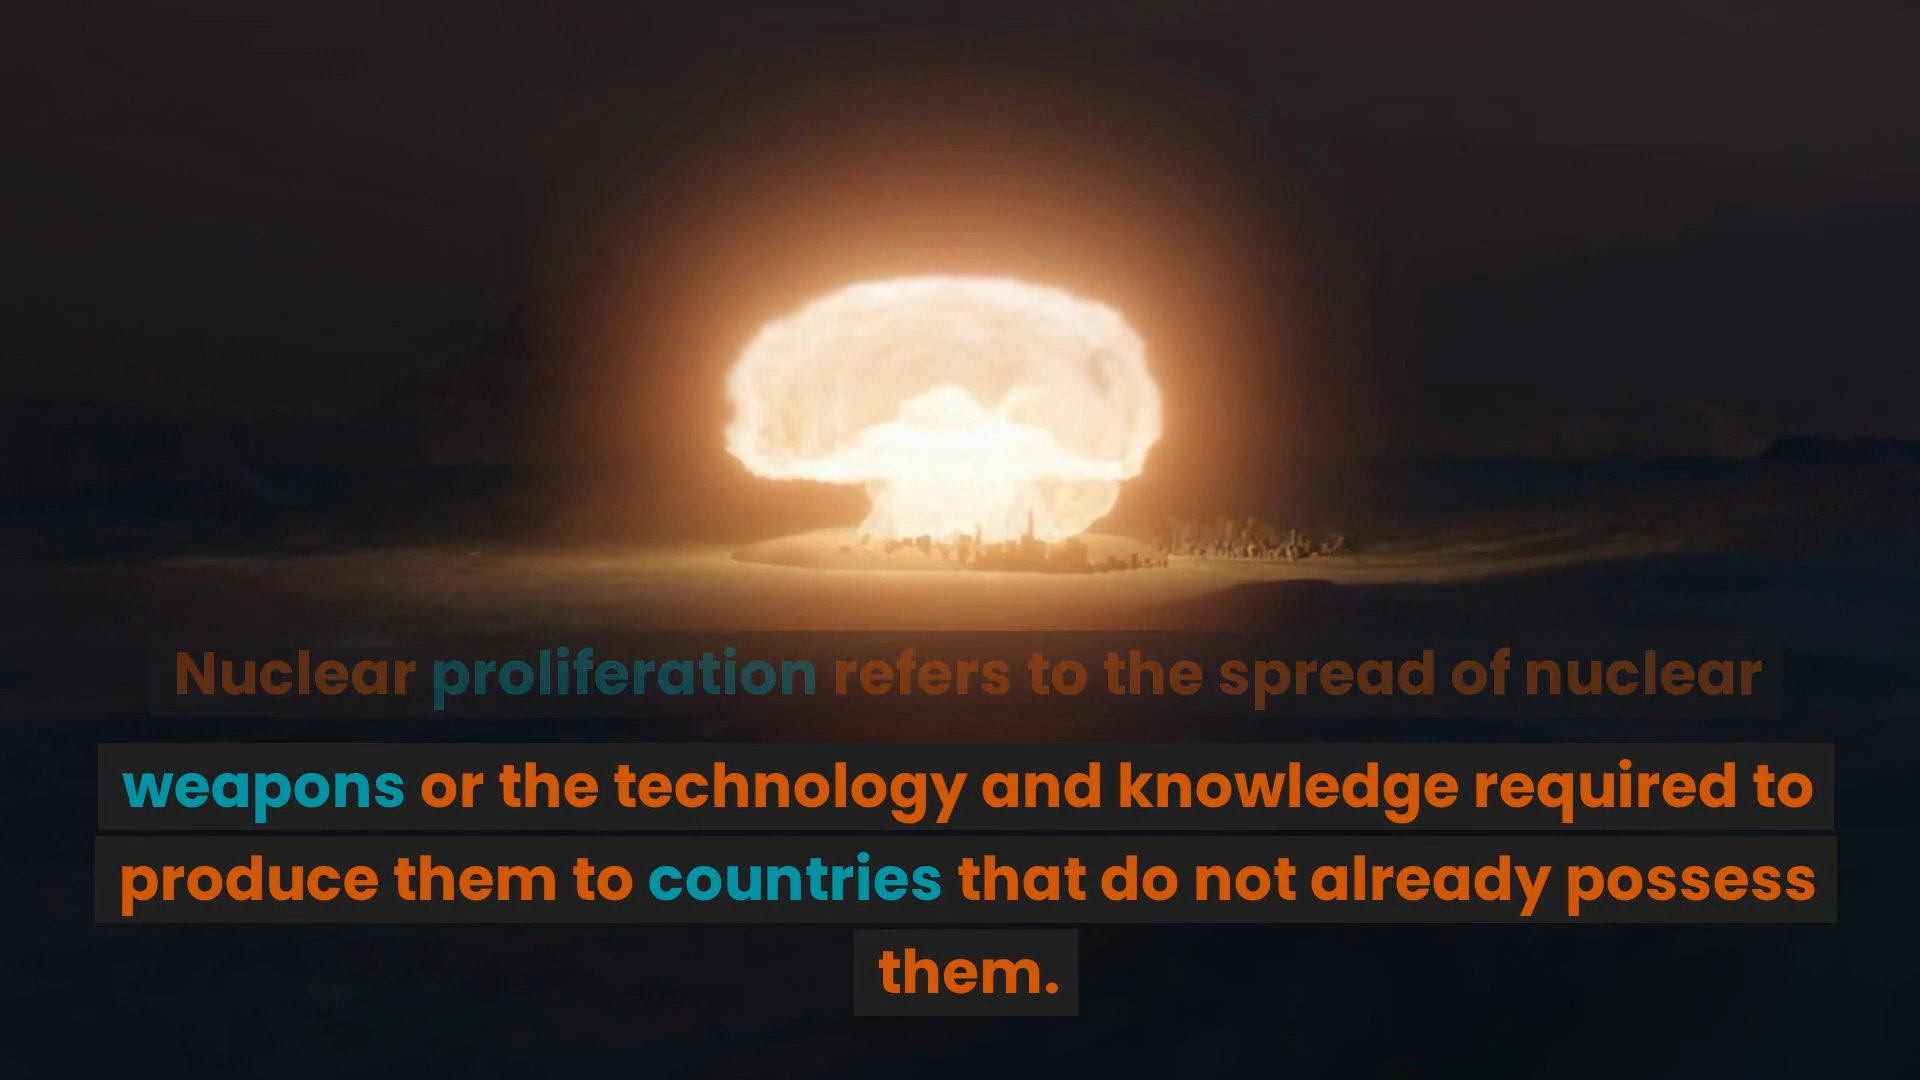 Nuclear proliferation refers to the spread of nuclear
weapons or the technology and knowledge required to
produce them to countries that do not already possess
them.